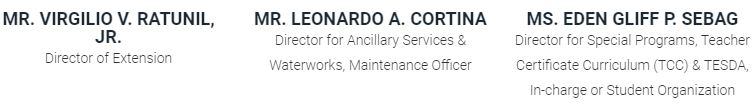 MR. VIRGILIO V. RATUNIL,
JR.
Director of Extension
MR. LEONARDO A. CORTINA
Director for Ancillary Services &
Waterworks, Maintenance Officer
MS. EDEN GLIFF P. SEBAG
Director for Special Programs, Teacher
Certificate Curriculum (TCC) & TESDA,
In-charge or Student Organization